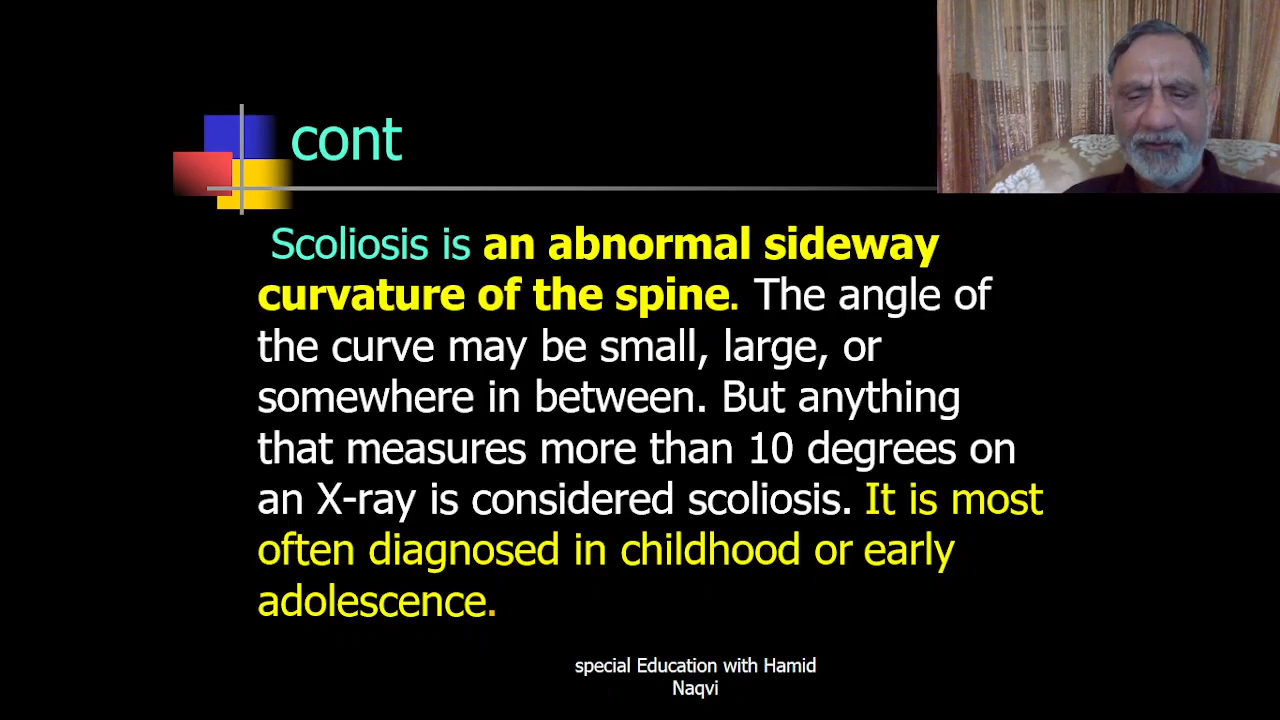 cont
Scoliosis is an abnormal sideway
curvature of the spine. The angle of
the curve may be small, large, or
somewhere in between. But anything
that measures more than 10 degrees on
an X-ray is considered scoliosis. It is most
often diagnosed in childhood or early
adolescence.
special Education with Hamid
Naqvi